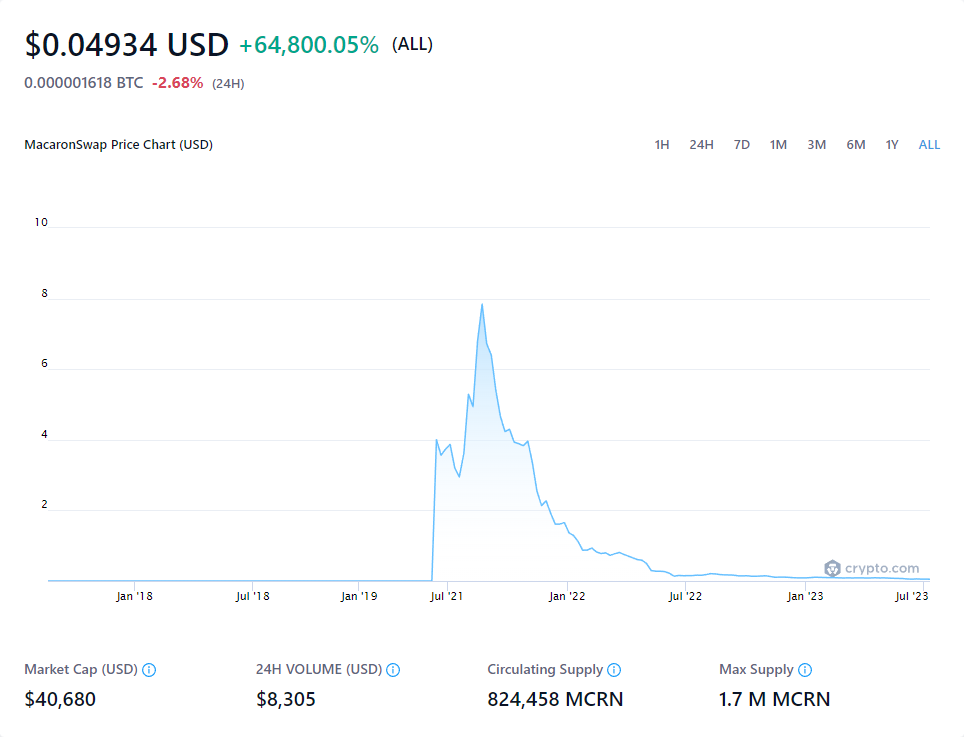 $0.04934 USD +64,800.05% (ALL)
0.000001618 BTC -2.68% (24H)
MacaronSwap Price Chart (USD) 1H 24H 7D 1M 3M 6M 1Y ALL
10
8
6
4
2
crypto.com
Jan '18 Jul '18 Jan '19 Jul '21 Jan '22 Jul '22 Jan '23 Jul '23
Market Cap (USD) 24H VOLUME (USD) Circulating Supply Max Supply
$40,680 $8,305 824,458 MCRN 1.7 M MCRN